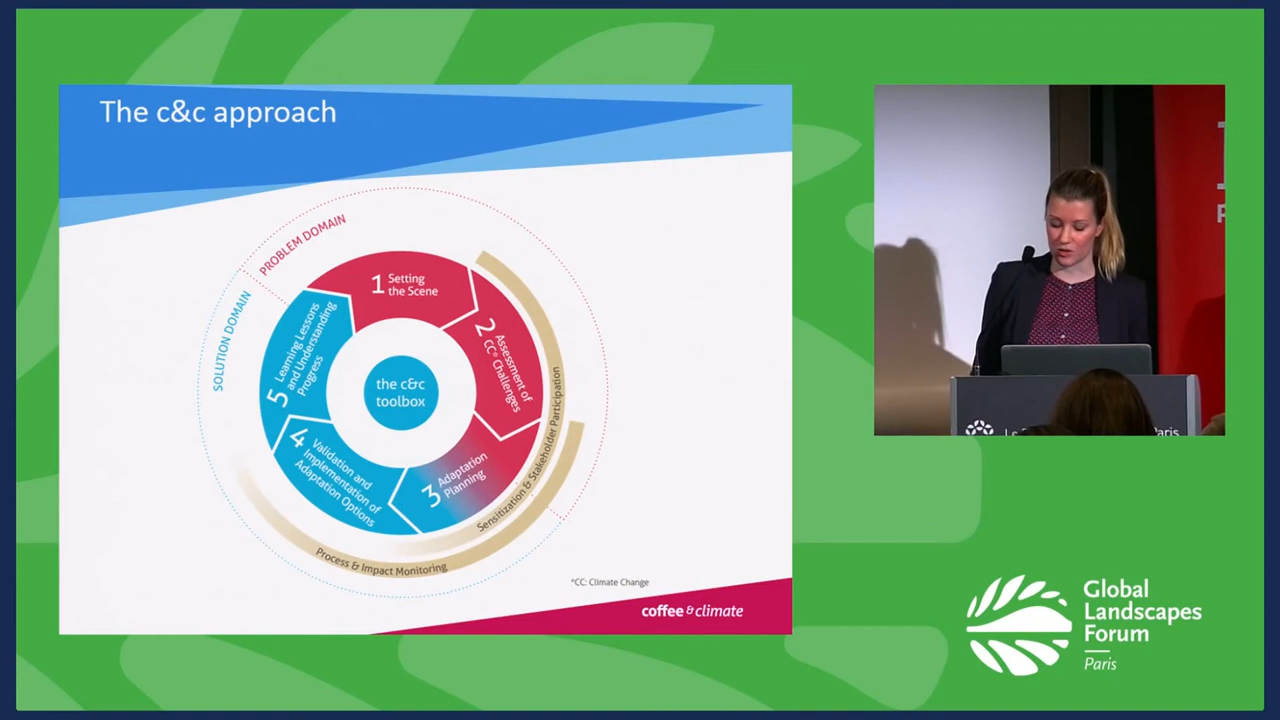 The c&c approach
PROBLEM DOMAIN
SOLUTION DOMAIN
1 Setting
the Scene
2 Assessment of
CC* Challenges
3 Adaptation
Planning
4 Validation and
Implementation of
Adaptation Options
5 Learning Lessons
and Understanding
Progress
the c&c
toolbox
Sensitization & Stakeholder Participation
Process & Impact Monitoring
*CC: Climate Change
coffee & climate
Paris
Global
Landscapes
Forum
Paris